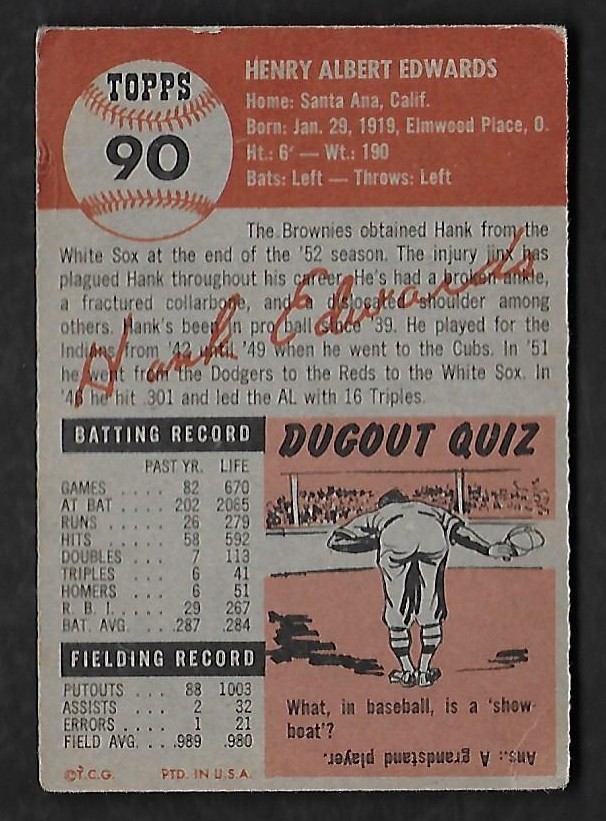 TOPPS
90
HENRY ALBERT EDWARDS
Home: Santa Ana, Calif.
Born: Jan. 29, 1919, Elmwood Place, O.
Ht.: 6' — Wt.: 190
Bats: Left — Throws: Left
The Brownies obtained Hank from the
White Sox at the end of the '52 season. The injury jinx has
plagued Hank throughout his career. He's had a broken ankle,
a fractured collarbone, and a dislocated shoulder among
others. Hank's been in pro ball since '39. He played for the
Indians from '42 until '49 when he went to the Cubs. In '51
he went from the Dodgers to the Reds to the White Sox. In
'46 he hit .301 and led the AL with 16 Triples.
Hank Edwards
BATTING RECORD
PAST YR. LIFE
GAMES .... 82 670
AT BAT .... 202 2085
RUNS ..... 26 279
HITS ..... 58 592
DOUBLES ... 7 113
TRIPLES ... 6 41
HOMERS ... 6 51
R. B. I. .... 29 267
BAT. AVG. ...287 .284
FIELDING RECORD
PUTOUTS ... 88 1003
ASSISTS ... 2 32
ERRORS .... 1 21
FIELD AVG. .. .989 .980
©T.C.G. PTD. IN U.S.A.
DUGOUT QUIZ
What, in baseball, is a 'show-
boat'?
Ans.: A grandstand player.